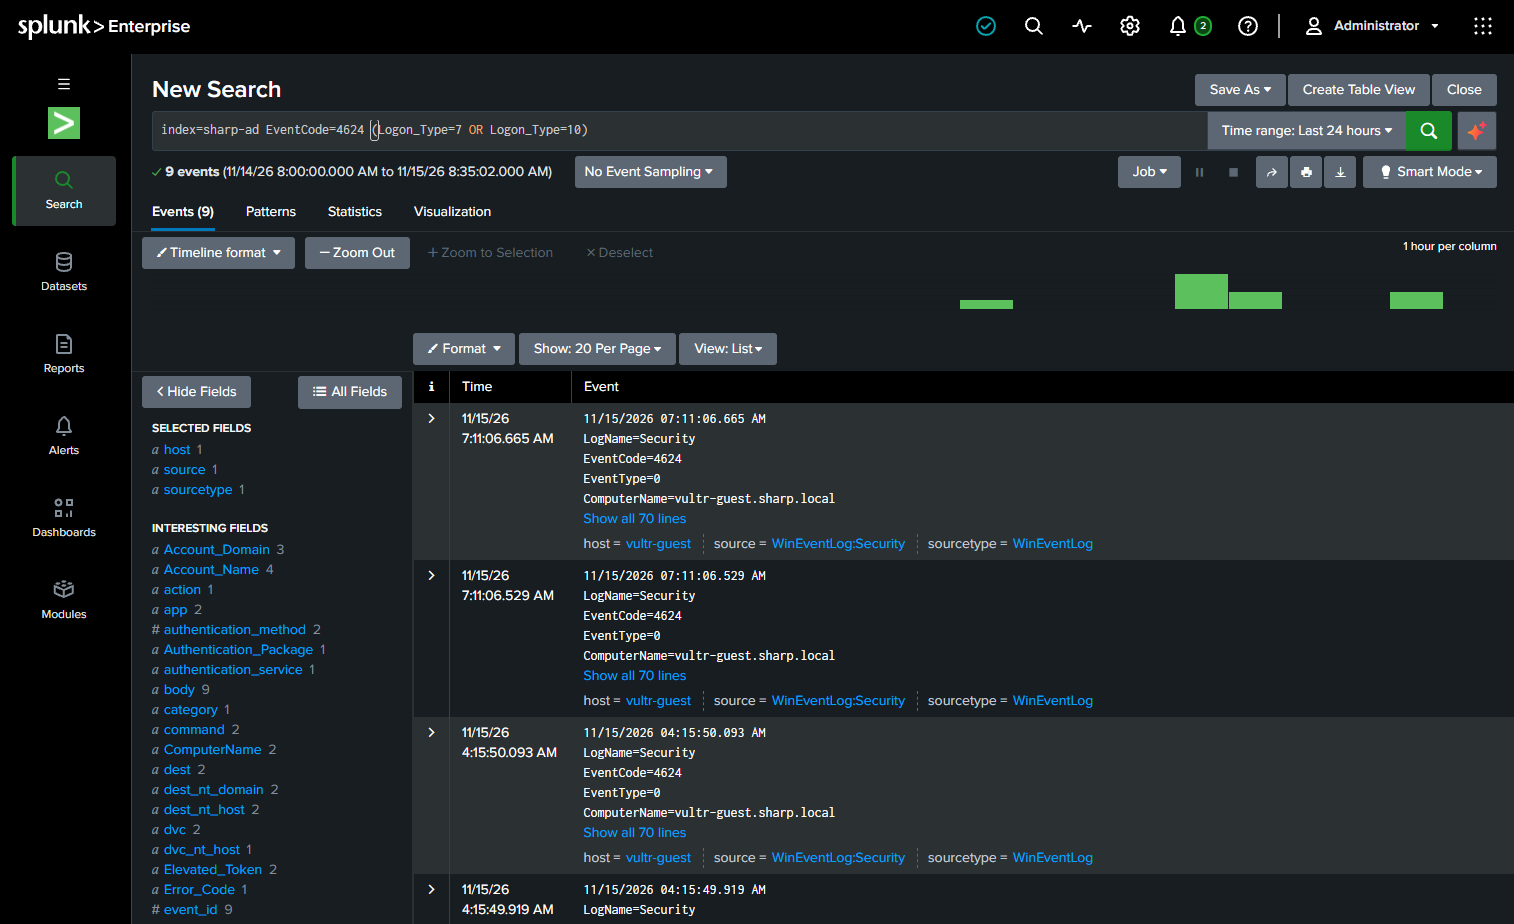 splunk> Enterprise
2
Administrator
Search
Datasets
Reports
Alerts
Dashboards
Modules
New Search
Save As
Create Table View
Close
index=sharp-ad EventCode=4624 (Logon_Type=7 OR Logon_Type=10)
Time range: Last 24 hours
9 events (11/14/26 8:00:00.000 AM to 11/15/26 8:35:02.000 AM)
No Event Sampling
Job
Smart Mode
Events (9)
Patterns
Statistics
Visualization
Timeline format
Zoom Out
+ Zoom to Selection
× Deselect
1 hour per column
Format
Show: 20 Per Page
View: List
Hide Fields
All Fields
SELECTED FIELDS
a host 1
a source 1
a sourcetype 1
INTERESTING FIELDS
a Account_Domain 3
a Account_Name 4
a action 1
a app 2
# authentication_method 2
a Authentication_Package 1
a authentication_service 1
a body 9
a category 1
a command 2
a ComputerName 2
a dest 2
a dest_nt_domain 2
a dest_nt_host 2
a dvc 2
a dvc_nt_host 1
a Elevated_Token 2
a Error_Code 1
# event_id 9
i
Time
Event
11/15/26
7:11:06.665 AM
11/15/2026 07:11:06.665 AM
LogName=Security
EventCode=4624
EventType=0
ComputerName=vultr-guest.sharp.local
Show all 70 lines
host = vultr-guest
source = WinEventLog:Security
sourcetype = WinEventLog
11/15/26
7:11:06.529 AM
11/15/2026 07:11:06.529 AM
LogName=Security
EventCode=4624
EventType=0
ComputerName=vultr-guest.sharp.local
Show all 70 lines
host = vultr-guest
source = WinEventLog:Security
sourcetype = WinEventLog
11/15/26
4:15:50.093 AM
11/15/2026 04:15:50.093 AM
LogName=Security
EventCode=4624
EventType=0
ComputerName=vultr-guest.sharp.local
Show all 70 lines
host = vultr-guest
source = WinEventLog:Security
sourcetype = WinEventLog
11/15/26
4:15:49.919 AM
11/15/2026 04:15:49.919 AM
LogName=Security